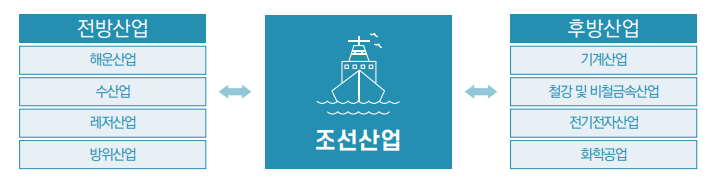 전방산업
해운산업
수산업
레저산업
방위산업
조선산업
후방산업
기계산업
철강 및 비철금속산업
전기전자산업
화학공업